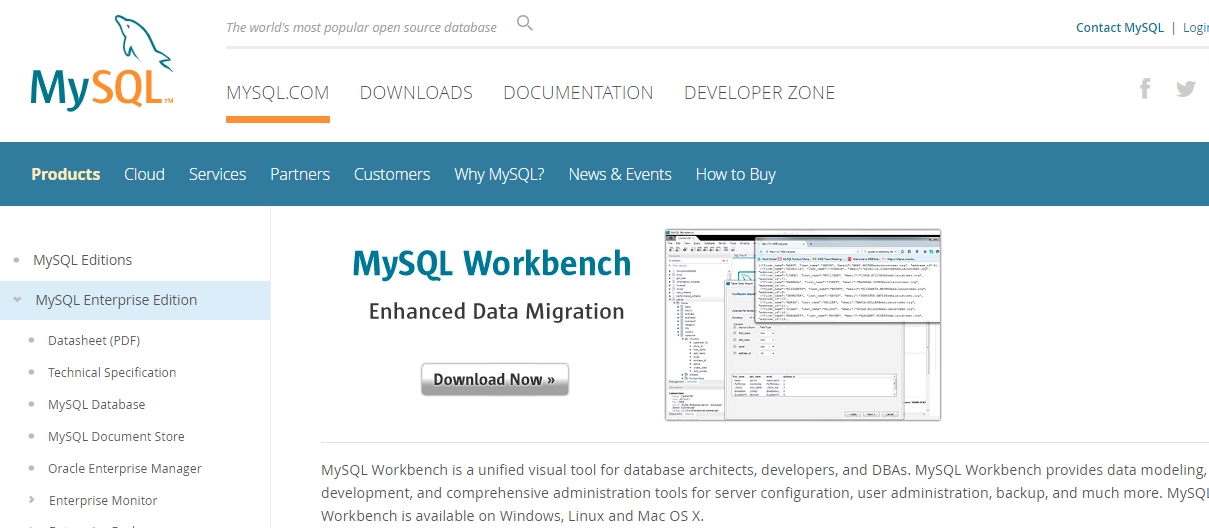 The world's most popular open source database
Contact MySQL | Login
MySQL™
MYSQL.COM DOWNLOADS DOCUMENTATION DEVELOPER ZONE
Products Cloud Services Partners Customers Why MySQL? News & Events How to Buy
MySQL Editions
MySQL Enterprise Edition
Datasheet (PDF)
Technical Specification
MySQL Database
MySQL Document Store
Oracle Enterprise Manager
Enterprise Monitor
MySQL Workbench
Enhanced Data Migration
Download Now »
MySQL Workbench is a unified visual tool for database architects, developers, and DBAs. MySQL Workbench provides data modeling,
development, and comprehensive administration tools for server configuration, user administration, backup, and much more. MySQL
Workbench is available on Windows, Linux and Mac OS X.